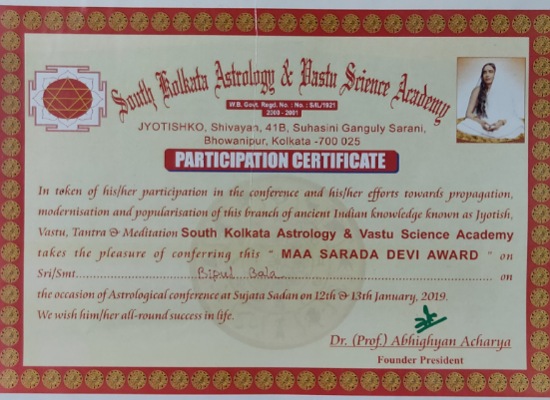 South Kolkata Astrology & Vastu Science Academy
W.B. Govt. Regd. No. : No. : S/IL/1921
2000 - 2001
JYOTISHKO, Shivayan, 41B, Suhasini Ganguly Sarani,
Bhowanipur, Kolkata -700 025
PARTICIPATION CERTIFICATE
In token of his/her participation in the conference and his/her efforts towards propagation,
modernisation and popularisation of this branch of ancient Indian knowledge known as Jyotish,
Vastu, Tantra & Meditation South Kolkata Astrology & Vastu Science Academy
takes the pleasure of conferring this " MAA SARADA DEVI AWARD " on
Sri/Smt. Bipul Bala on
the occasion of Astrological conference at Sujata Sadan on 12th & 13th January, 2019.
We wish him/her all-round success in life.
Dr. (Prof.) Abhighyan Acharya
Founder President